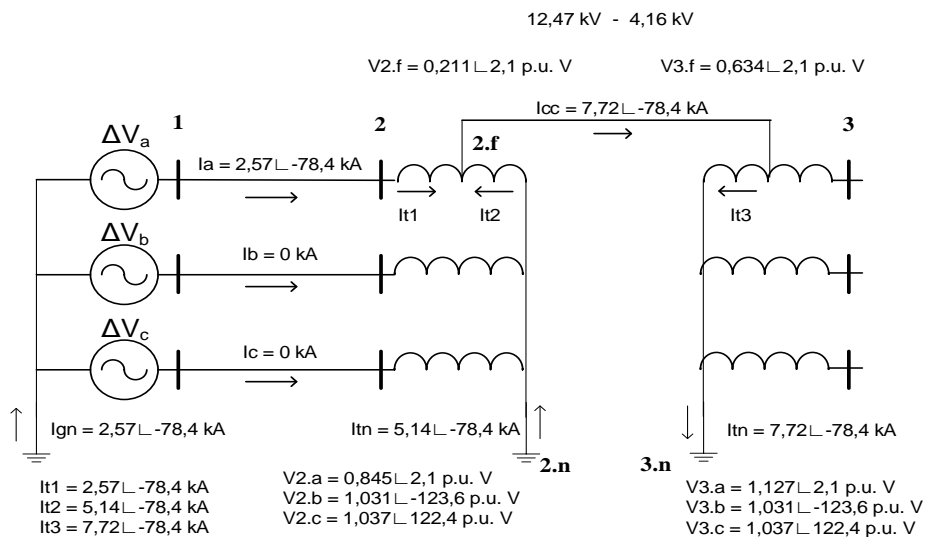 12,47 kV - 4,16 kV
V2.f = 0,211∟2,1 p.u. V
V3.f = 0,634∟2,1 p.u. V
Icc = 7,72∟-78,4 kA
1
2
3
ΔVa
2.f
Ia = 2,57∟-78,4 kA
It1
It2
It3
ΔVb
Ib = 0 kA
ΔVc
Ic = 0 kA
Ign = 2,57∟-78,4 kA
Itn = 5,14∟-78,4 kA
Itn = 7,72∟-78,4 kA
2.n
3.n
It1 = 2,57∟-78,4 kA
It2 = 5,14∟-78,4 kA
It3 = 7,72∟-78,4 kA
V2.a = 0,845∟2,1 p.u. V
V2.b = 1,031∟-123,6 p.u. V
V2.c = 1,037∟122,4 p.u. V
V3.a = 1,127∟2,1 p.u. V
V3.b = 1,031∟-123,6 p.u. V
V3.c = 1,037∟122,4 p.u. V